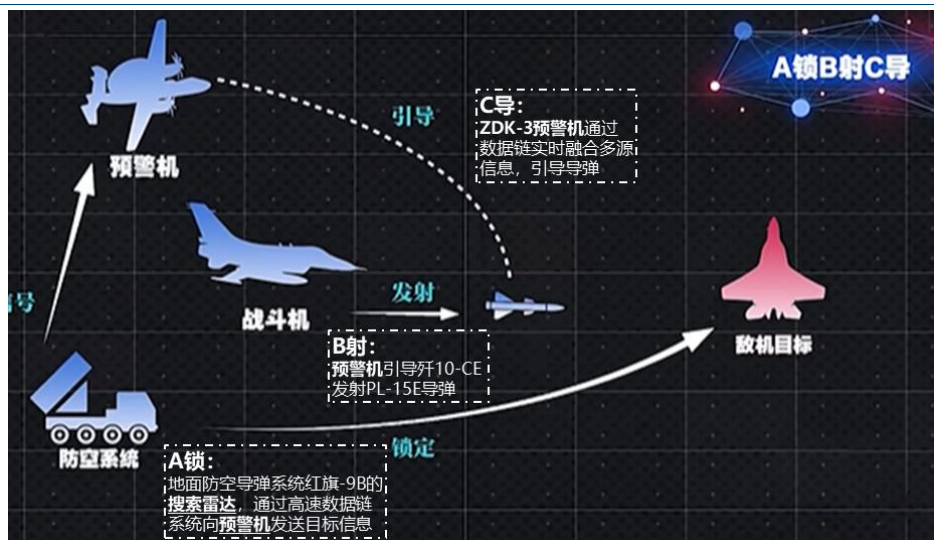 A锁B射C导
引导
C导：
ZDK-3预警机通过
数据链实时融合多源
信息，引导导弹
预警机
号
发射
战斗机
敌机目标
B射：
预警机引导歼10-CE
发射PL-15E导弹
防空系统
锁定
A锁：
地面防空导弹系统红旗-9B的
搜索雷达，通过高速数据链
系统向预警机发送目标信息